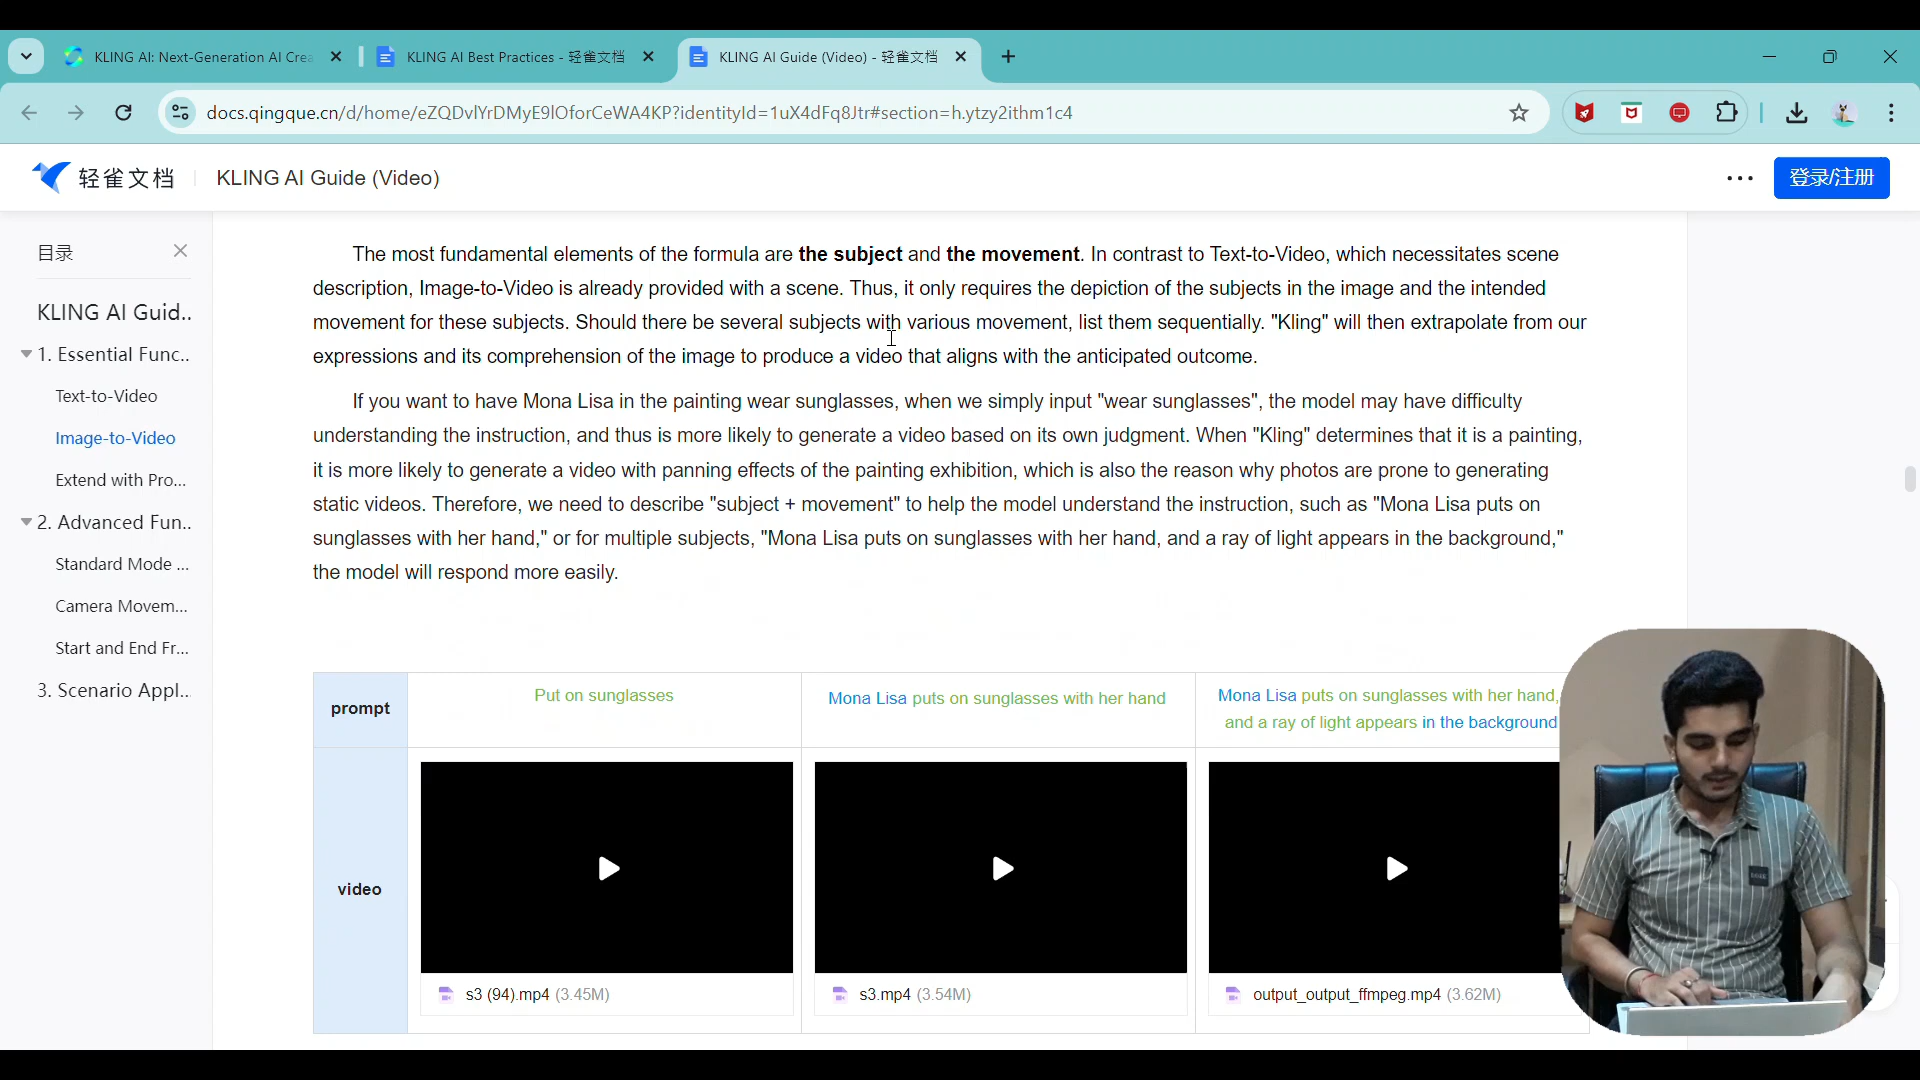 KLING AI: Next-Generation AI Crea
KLING AI Best Practices - 轻雀文档
KLING AI Guide (Video) - 轻雀文档
docs.qingque.cn/d/home/eZQDvlYrDMyE9lOforCeWA4KP?identityId=1uX4dFq8Jtr#section=h.ytzy2ithm1c4
轻雀文档
KLING AI Guide (Video)
登录/注册
目录
KLING AI Guid..
1. Essential Func..
Text-to-Video
Image-to-Video
Extend with Pro...
2. Advanced Fun..
Standard Mode ...
Camera Movem...
Start and End Fr...
3. Scenario Appl..
The most fundamental elements of the formula are the subject and the movement. In contrast to Text-to-Video, which necessitates scene
description, Image-to-Video is already provided with a scene. Thus, it only requires the depiction of the subjects in the image and the intended
movement for these subjects. Should there be several subjects with various movement, list them sequentially. "Kling" will then extrapolate from our
expressions and its comprehension of the image to produce a video that aligns with the anticipated outcome.
If you want to have Mona Lisa in the painting wear sunglasses, when we simply input "wear sunglasses", the model may have difficulty
understanding the instruction, and thus is more likely to generate a video based on its own judgment. When "Kling" determines that it is a painting,
it is more likely to generate a video with panning effects of the painting exhibition, which is also the reason why photos are prone to generating
static videos. Therefore, we need to describe "subject + movement" to help the model understand the instruction, such as "Mona Lisa puts on
sunglasses with her hand," or for multiple subjects, "Mona Lisa puts on sunglasses with her hand, and a ray of light appears in the background,"
the model will respond more easily.
prompt
Put on sunglasses
Mona Lisa puts on sunglasses with her hand
Mona Lisa puts on sunglasses with her hand,
and a ray of light appears in the background
video
s3 (94).mp4 (3.45M)
s3.mp4 (3.54M)
output_output_ffmpeg.mp4 (3.62M)